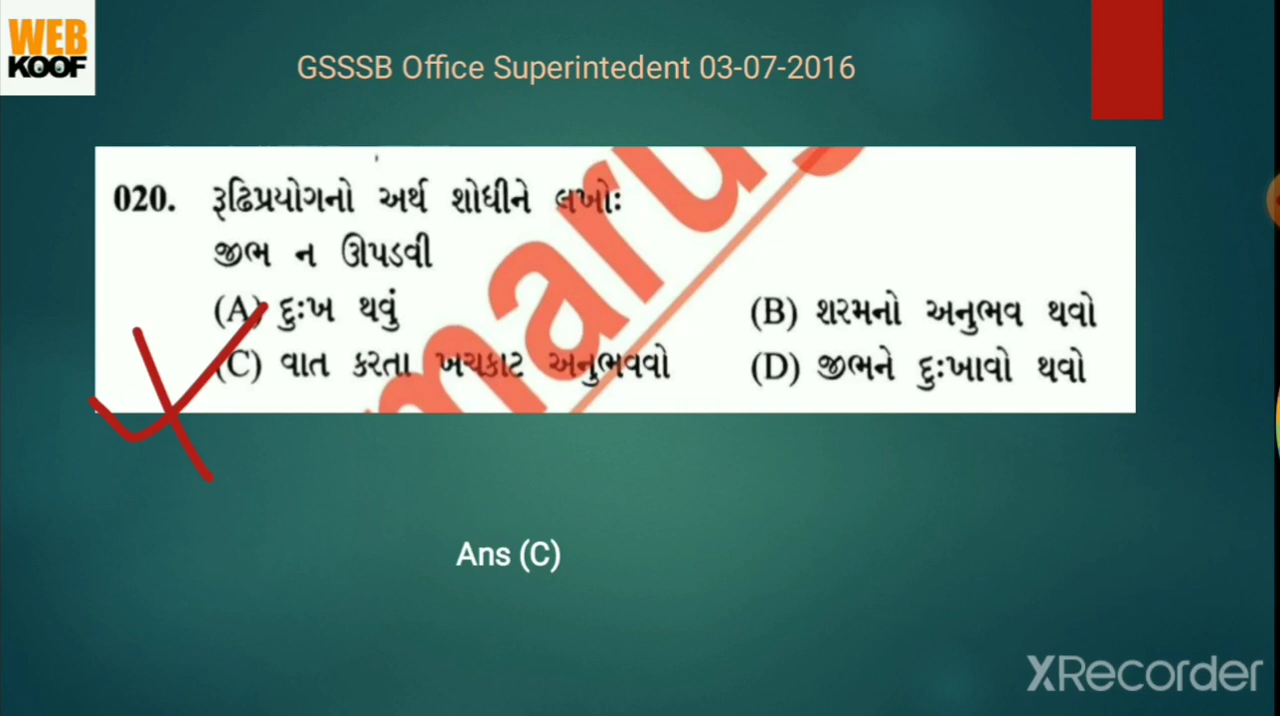 WEB
KOOF
GSSSB Office Superintedent 03-07-2016
020. રૂઢિપ્રયોગનો અર્થ શોધીને લખોઃ
જીભ ન ઊપડવી
(A) દુઃખ થવું (B) શરમનો અનુભવ થવો
(C) વાત કરતા ખચકાટ અનુભવવો (D) જીભને દુઃખાવો થવો
maru
Ans (C)
XRecorder